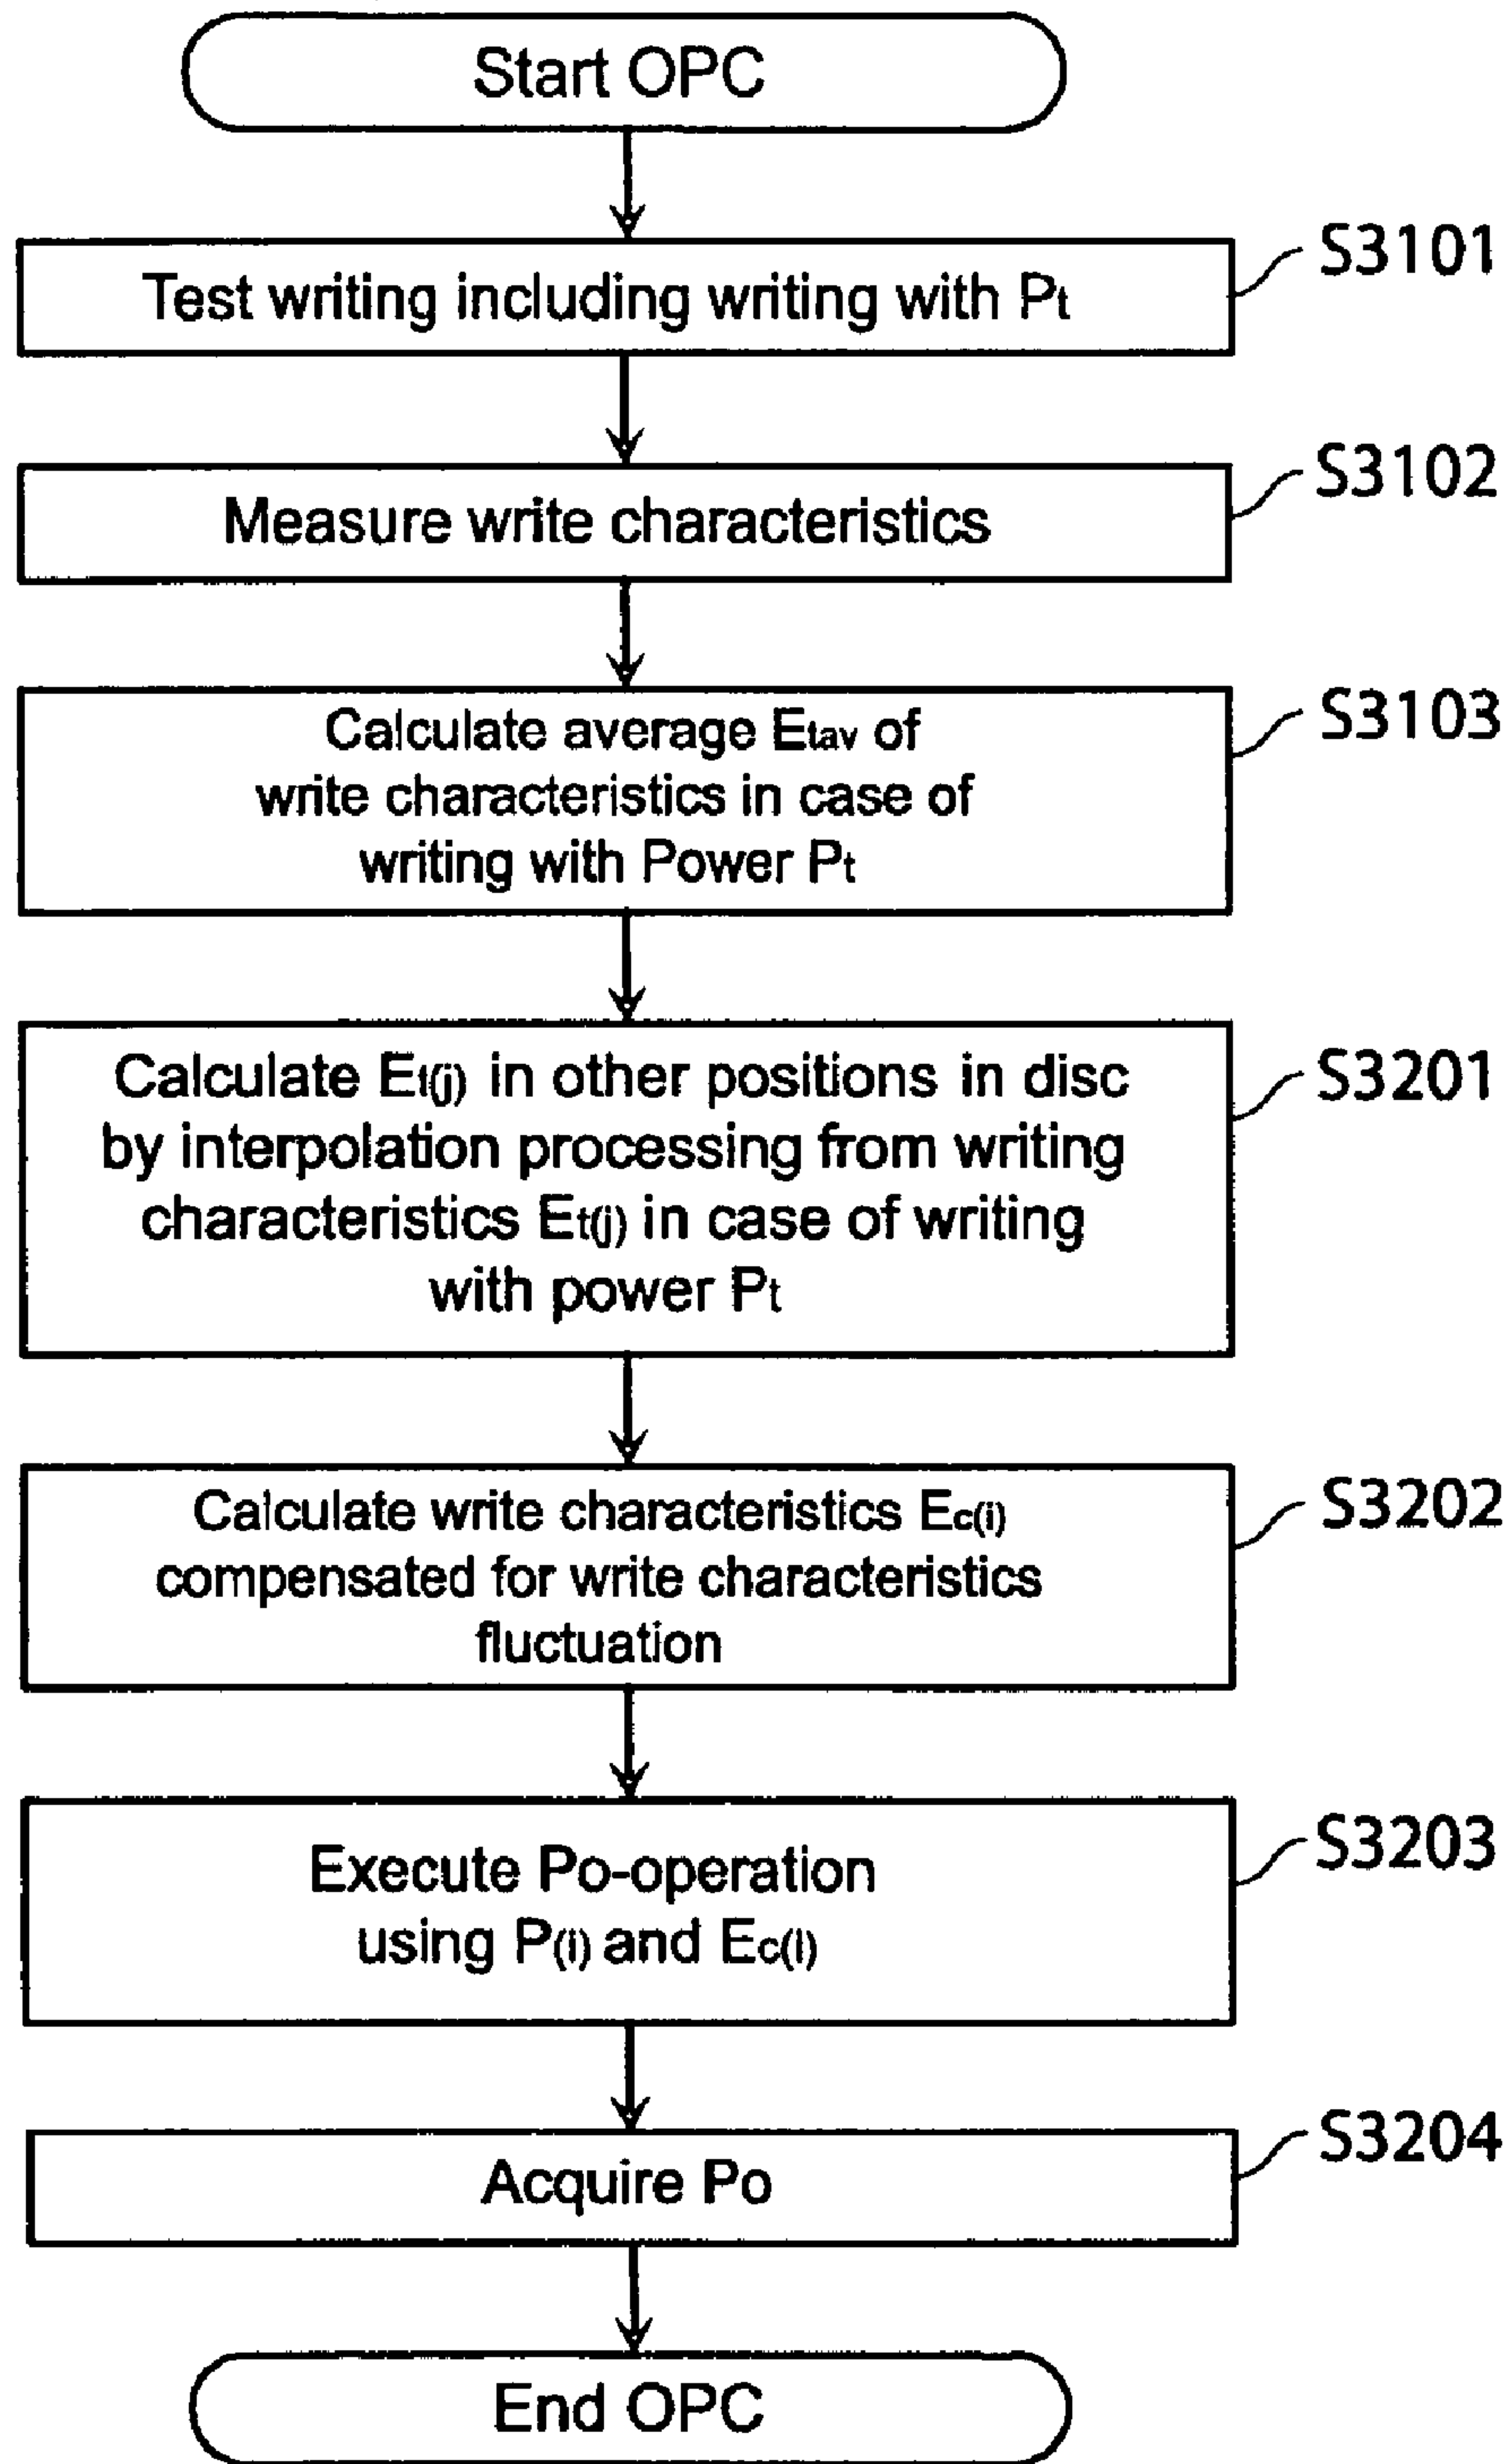 Start OPC
Test writing including writing with Pt
S3101
Measure write characteristics
S3102
Calculate average Etav of
write characteristics in case of
writing with Power Pt
S3103
Calculate Et(j) in other positions in disc
by interpolation processing from writing
characteristics Et(j) in case of writing
with power Pt
S3201
Calculate write characteristics Ec(i)
compensated for write characteristics
fluctuation
S3202
Execute Po-operation
using P(i) and Ec(i)
S3203
Acquire Po
S3204
End OPC